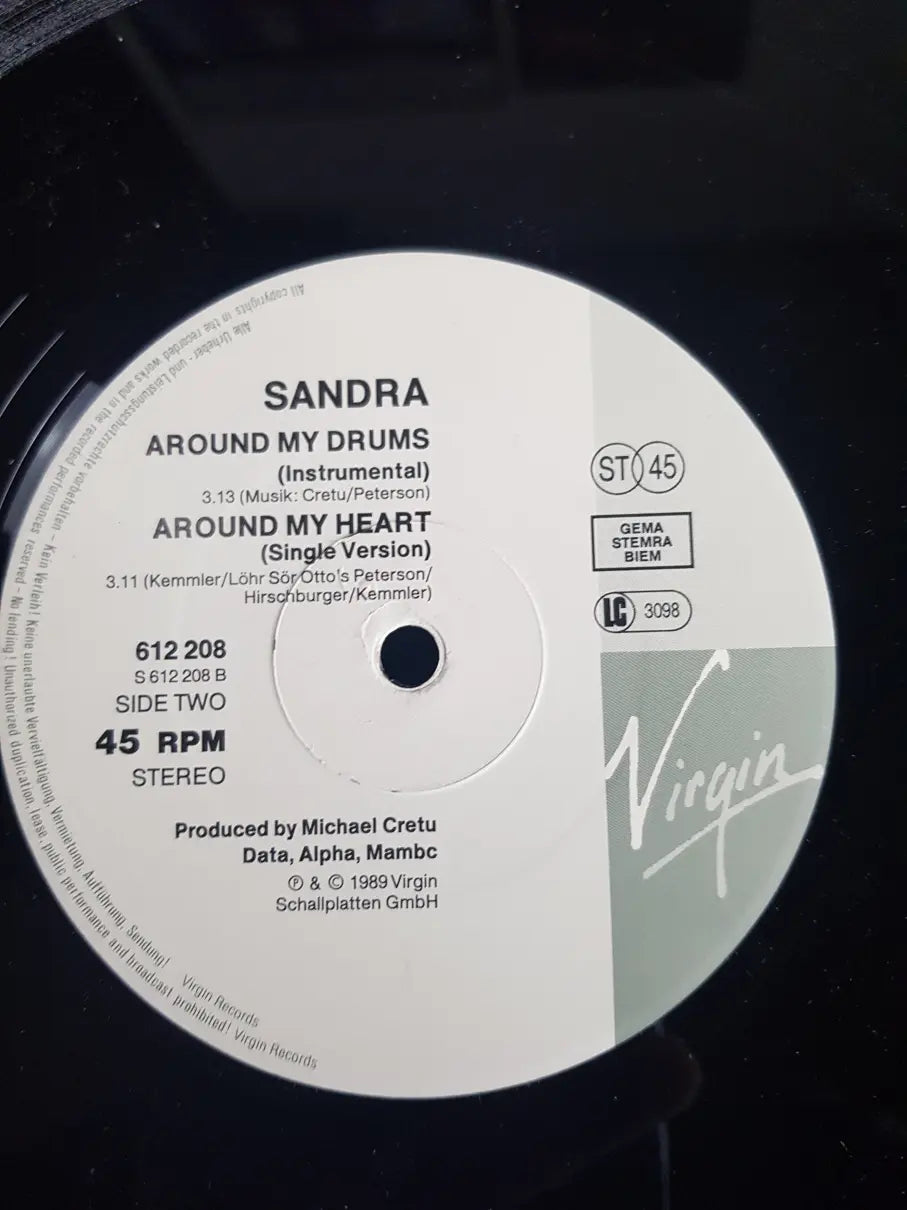 SANDRA
AROUND MY DRUMS
(Instrumental)
3.13 (Musik: Cretu/Peterson)
AROUND MY HEART
(Single Version)
3.11 (Kemmler/Löhr Sör Otto's Peterson/
Hirschburger/Kemmler)
612 208
S 612 208 B
SIDE TWO
45 RPM
STEREO
Produced by Michael Cretu
Data, Alpha, Mambc
Ⓟ & © 1989 Virgin
Schallplatten GmbH
ST 45
GEMA
STEMRA
BIEM
LC 3098
Virgin
Alle Urheber- und Leistungsschutzrechte vorbehalten – Kein Verleih! Keine unerlaubte Vervielfältigung, Vermietung, Aufführung, Sendung! Virgin Records
All copyrights in the recorded works and in the recorded performances reserved – No lending! Unauthorized duplication, lease, public performance and broadcast prohibited! Virgin Records